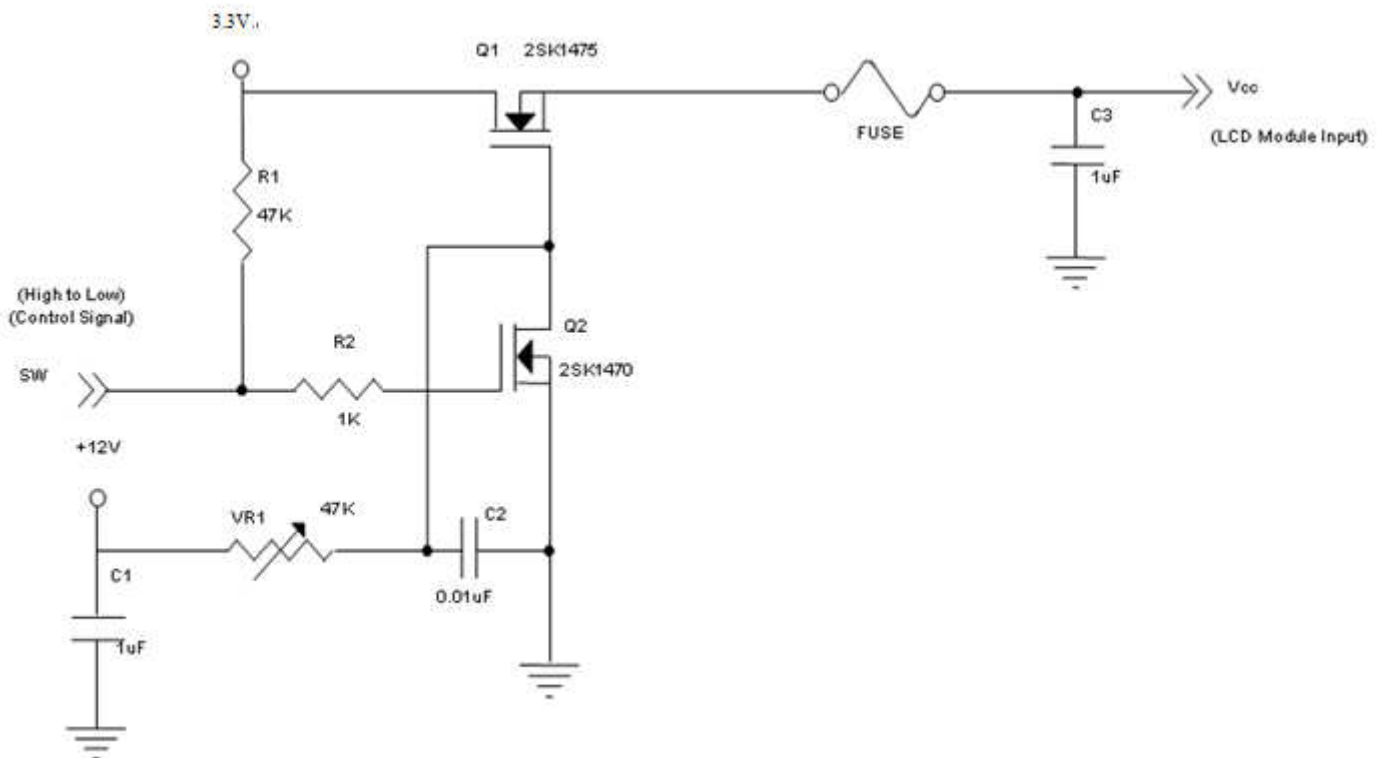 3.3V.
Q1 2SK1475
FUSE
Vcc
(LCD Module Input)
C3
1uF
R1
47K
(High to Low)
(Control Signal)
SW
R2
1K
Q2
2SK1470
+12V
VR1
47K
C2
0.01uF
C1
1uF